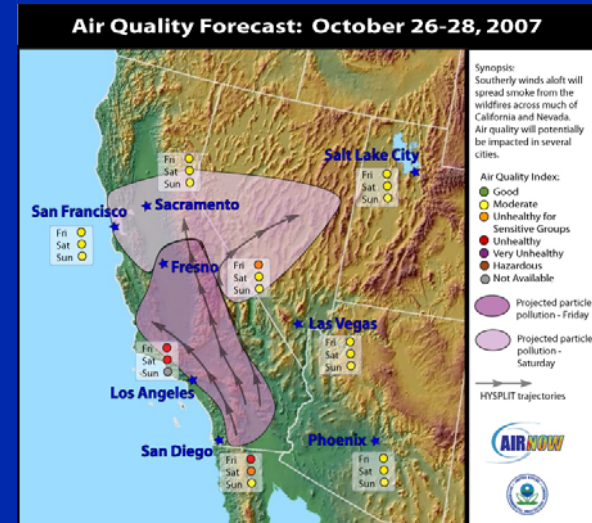 Air Quality Forecast: October 26-28, 2007
Synopsis:
Southerly winds aloft will
spread smoke from the
wildfires across much of
California and Nevada.
Air quality will potentially
be impacted in several
cities.
Air Quality Index:
Good
Moderate
Unhealthy for
Sensitive Groups
Unhealthy
Very Unhealthy
Hazardous
Not Available
Projected particle
pollution - Friday
Projected particle
pollution -
Saturday
HYSPLIT trajectories
AIRNOW
Fri
Sat
Sun
Salt Lake City
Fri
Sat
Sun
Sacramento
San Francisco
Fri
Sat
Sun
Fresno
Fri
Sat
Sun
Las Vegas
Fri
Sat
Sun
Fri
Sat
Sun
Los Angeles
San Diego
Fri
Sat
Sun
Phoenix
Fri
Sat
Sun